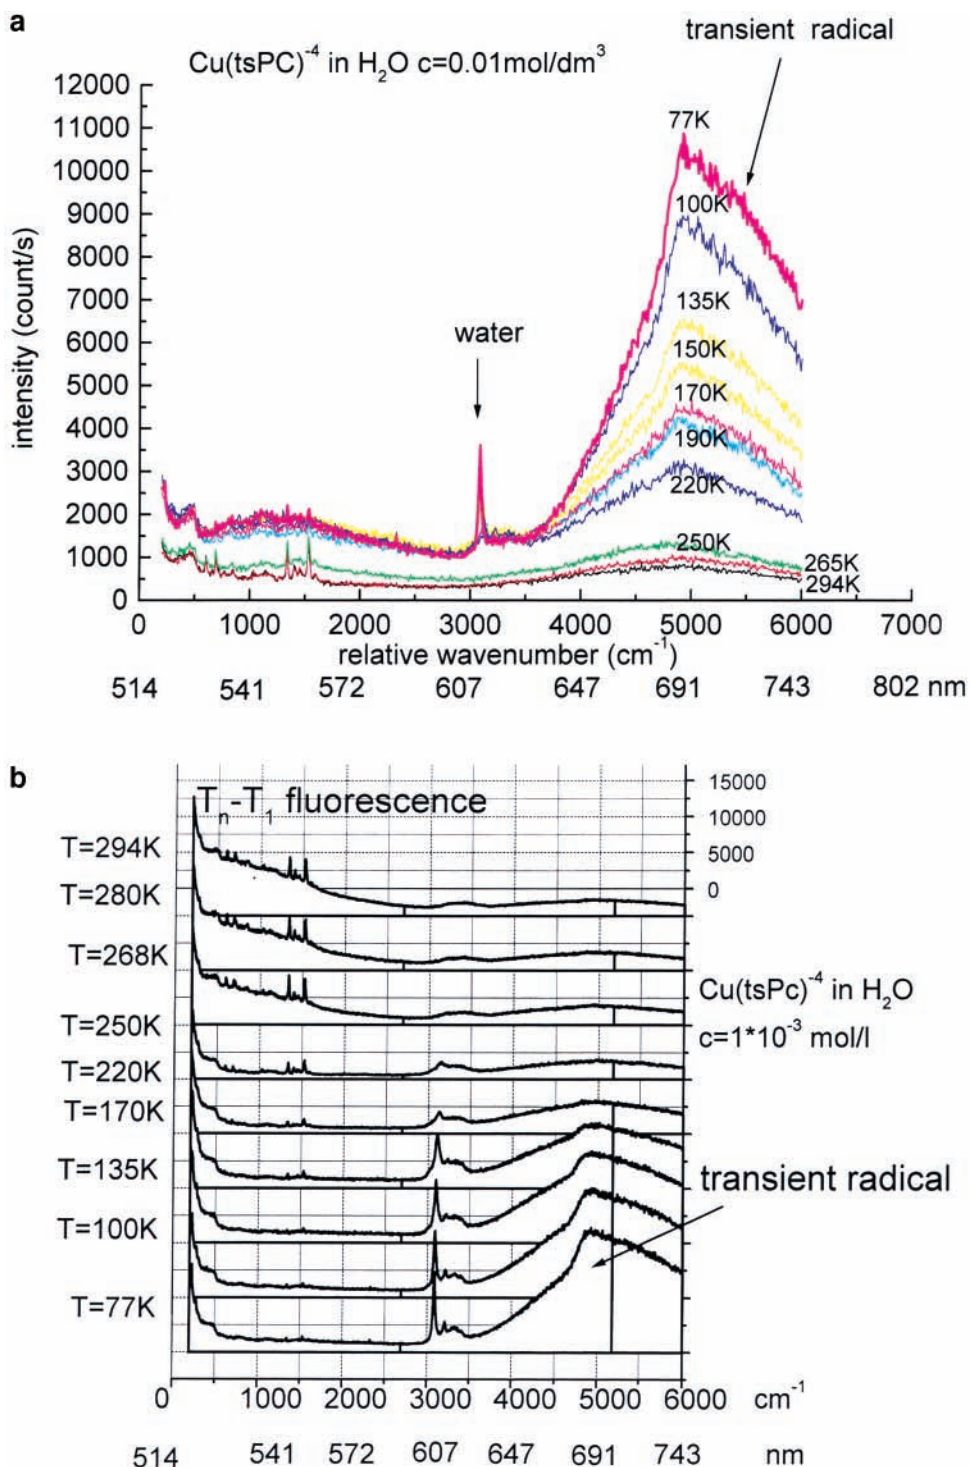 a
transient radical
Cu(tsPC)⁻⁴ in H₂O c=0.01mol/dm³
12000
11000
10000
9000
8000
7000
6000
5000
4000
3000
2000
1000
0
intensity (count/s)
77K
100K
135K
150K
170K
190K
220K
250K
265K
294K
water
0 1000 2000 3000 4000 5000 6000 7000
relative wavenumber (cm⁻¹)
514 541 572 607 647 691 743 802 nm
b
Tₙ-T₁ fluorescence
15000
10000
5000
0
T=294K
T=280K
T=268K
T=250K
T=220K
T=170K
T=135K
T=100K
T=77K
Cu(tsPc)⁻⁴ in H₂O
c=1*10⁻³ mol/l
transient radical
0 1000 2000 3000 4000 5000 6000 cm⁻¹
514 541 572 607 647 691 743 nm